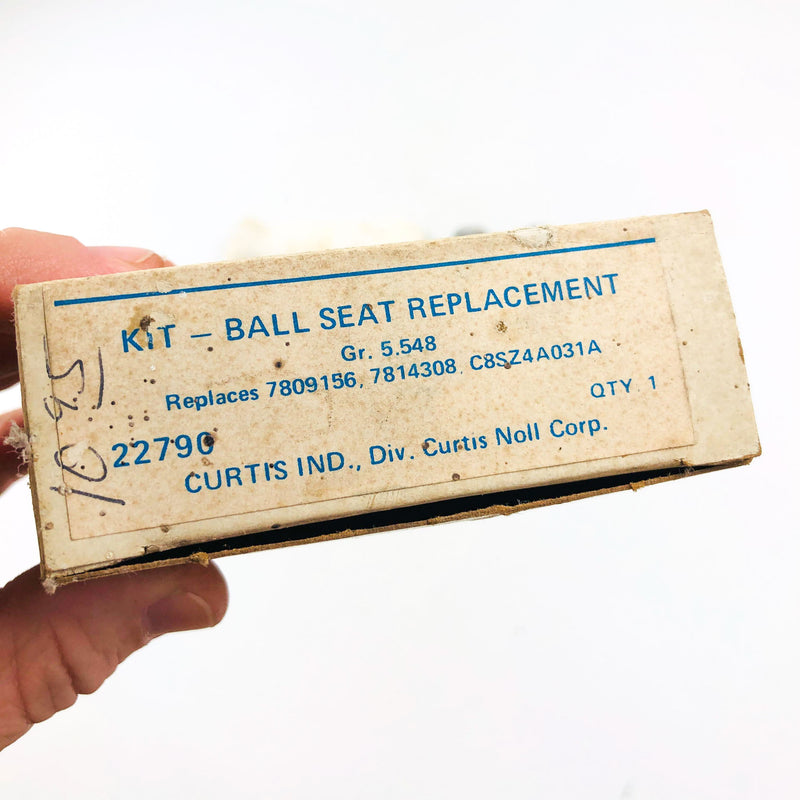 KIT – BALL SEAT REPLACEMENT
Gr. 5.548
Replaces 7809156, 7814308, C8SZ4A031A
QTY 1
22790
CURTIS IND., Div. Curtis Noll Corp.
10 95